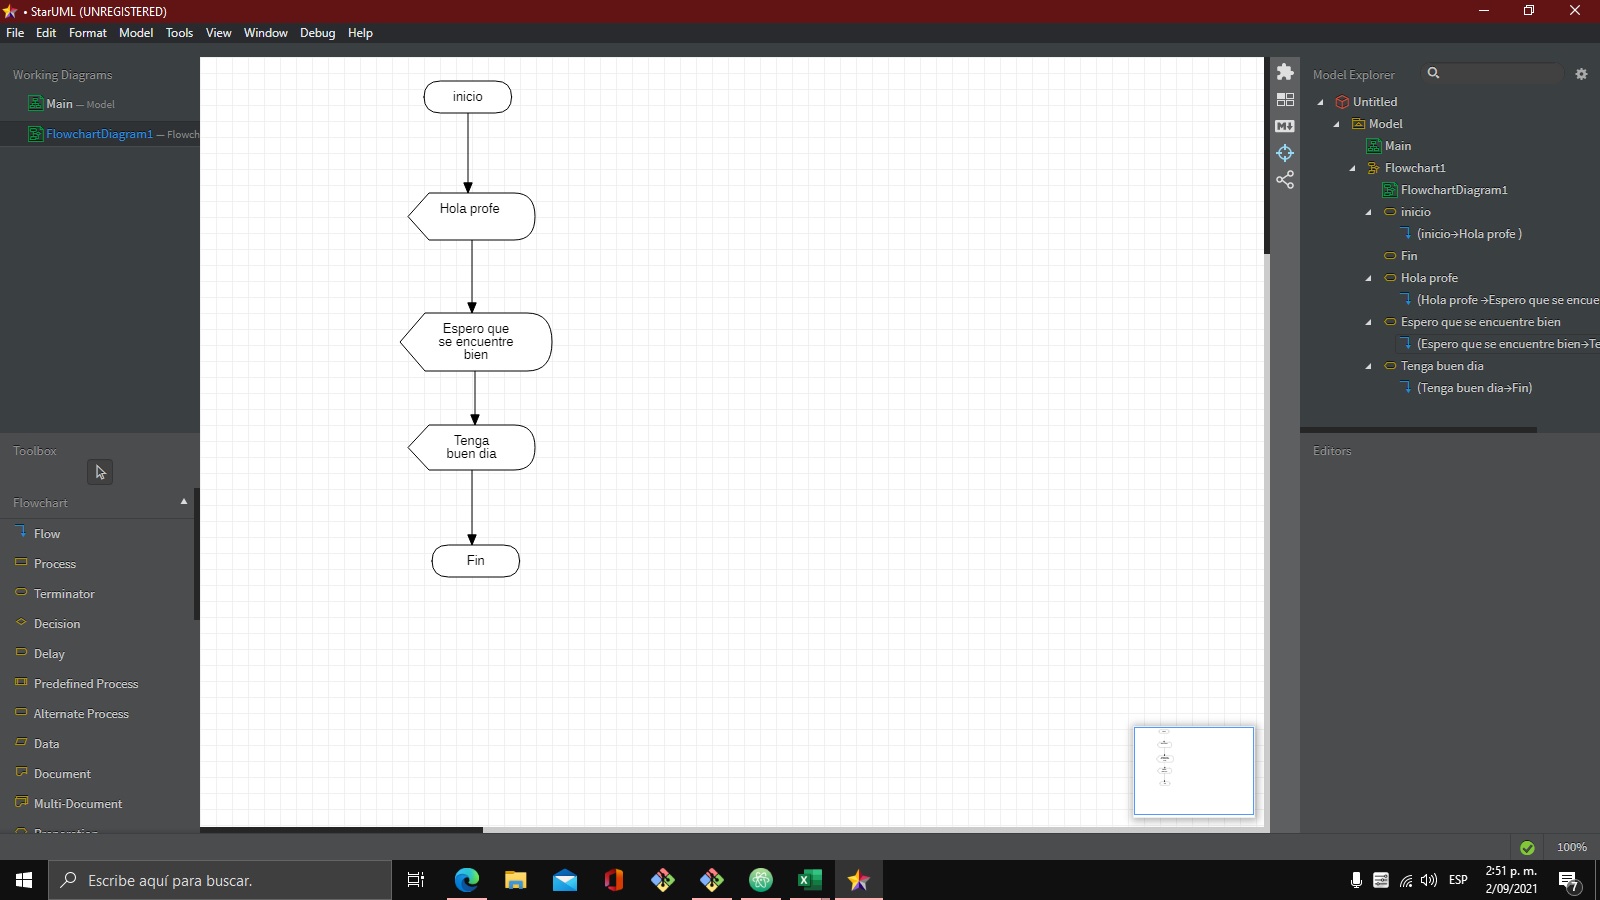 • StarUML (UNREGISTERED)
File Edit Format Model Tools View Window Debug Help
Working Diagrams
Main — Model
FlowchartDiagram1 — Flowch
Toolbox
Flowchart
Flow
Process
Terminator
Decision
Delay
Predefined Process
Alternate Process
Data
Document
Multi-Document
Preparation
inicio
Hola profe
Espero que
se encuentre
bien
Tenga
buen dia
Fin
Model Explorer
Untitled
Model
Main
Flowchart1
FlowchartDiagram1
inicio
(inicio→Hola profe )
Fin
Hola profe
(Hola profe →Espero que se encue
Espero que se encuentre bien
(Espero que se encuentre bien→Te
Tenga buen dia
(Tenga buen dia→Fin)
Editors
100%
Escribe aquí para buscar.
ESP
2:51 p. m.
2/09/2021
7